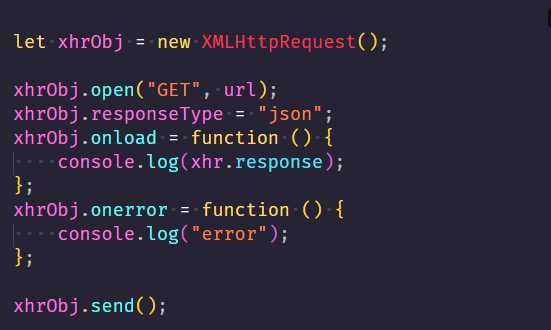 let xhrObj = new XMLHttpRequest();
xhrObj.open("GET", url);
xhrObj.responseType = "json";
xhrObj.onload = function () {
    console.log(xhr.response);
};
xhrObj.onerror = function () {
    console.log("error");
};
xhrObj.send();